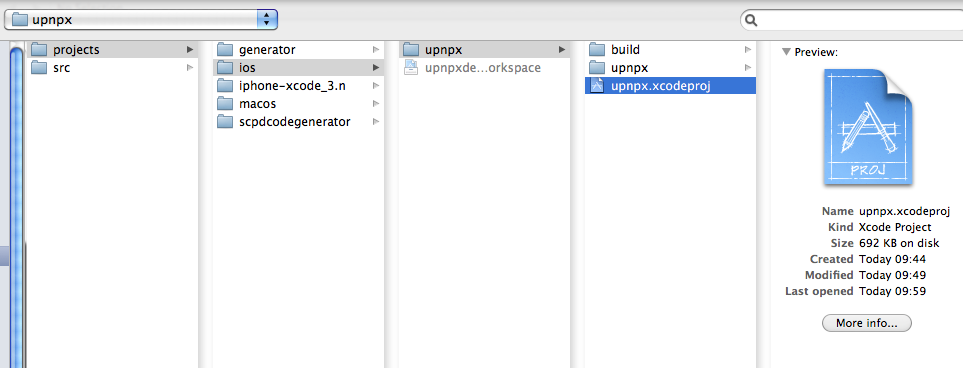 upnpx
projects
src
generator
ios
iphone-xcode_3.n
macos
scpdcodegenerator
upnpx
upnpxde...orkspace
build
upnpx
upnpx.xcodeproj
Preview:
PROJ
Name upnpx.xcodeproj
Kind Xcode Project
Size 692 KB on disk
Created Today 09:44
Modified Today 09:49
Last opened Today 09:59
More info...